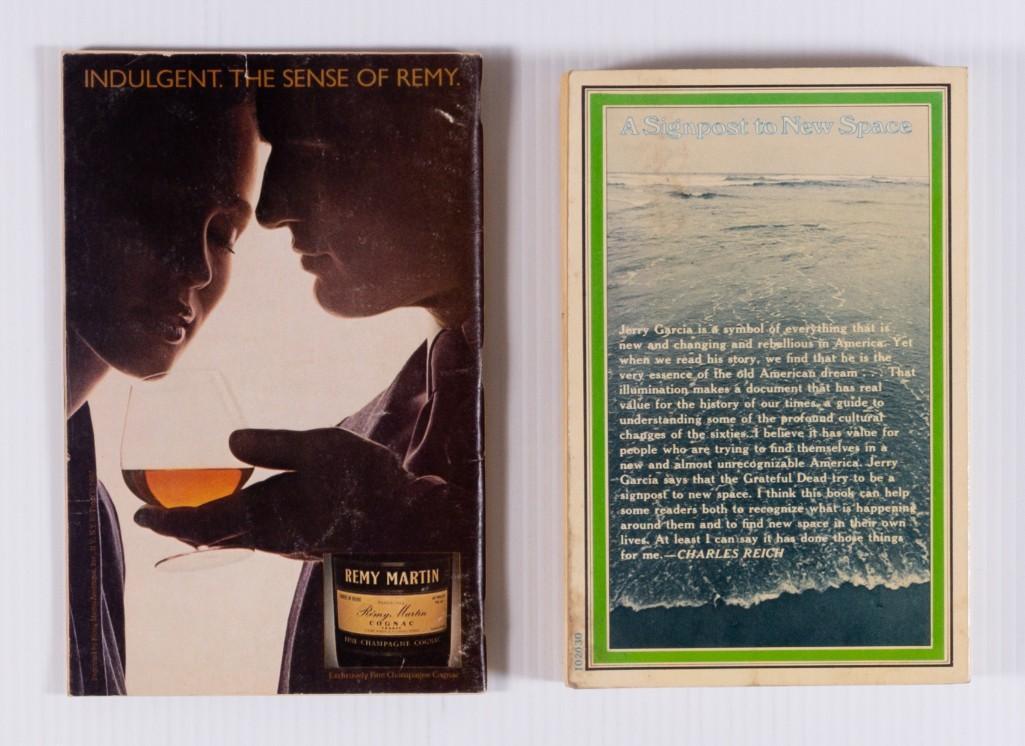 INDULGENT. THE SENSE OF REMY.
REMY MARTIN
Rémy Martin
COGNAC
FINE CHAMPAGNE COGNAC
Exclusively Fine Champagne Cognac
A Signpost to New Space
Jerry Garcia is a symbol of everything that is
new and changing and rebellious in America. Yet
when we read his story, we find that he is the
very essence of the old American dream . . . That
illumination makes a document that has real
value for the history of our times, a guide to
understanding some of the profound cultural
changes of the sixties. I believe it has value for
people who are trying to find themselves in a
new and almost unrecognizable America. Jerry
Garcia says that the Grateful Dead try to be a
signpost to new space. I think this book can help
some readers both to recognize what is happening
around them and to find new space in their own
lives. At least I can say it has done those things
for me.—CHARLES REICH
102630